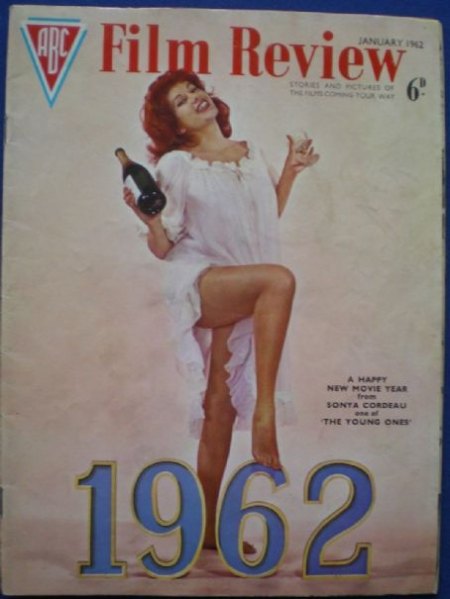 ABC
Film Review
JANUARY 1962
STORIES AND PICTURES OF
THE FILMS COMING YOUR WAY
6D.
A HAPPY
NEW MOVIE YEAR
from
SONYA CORDEAU
one of
'THE YOUNG ONES'
1962